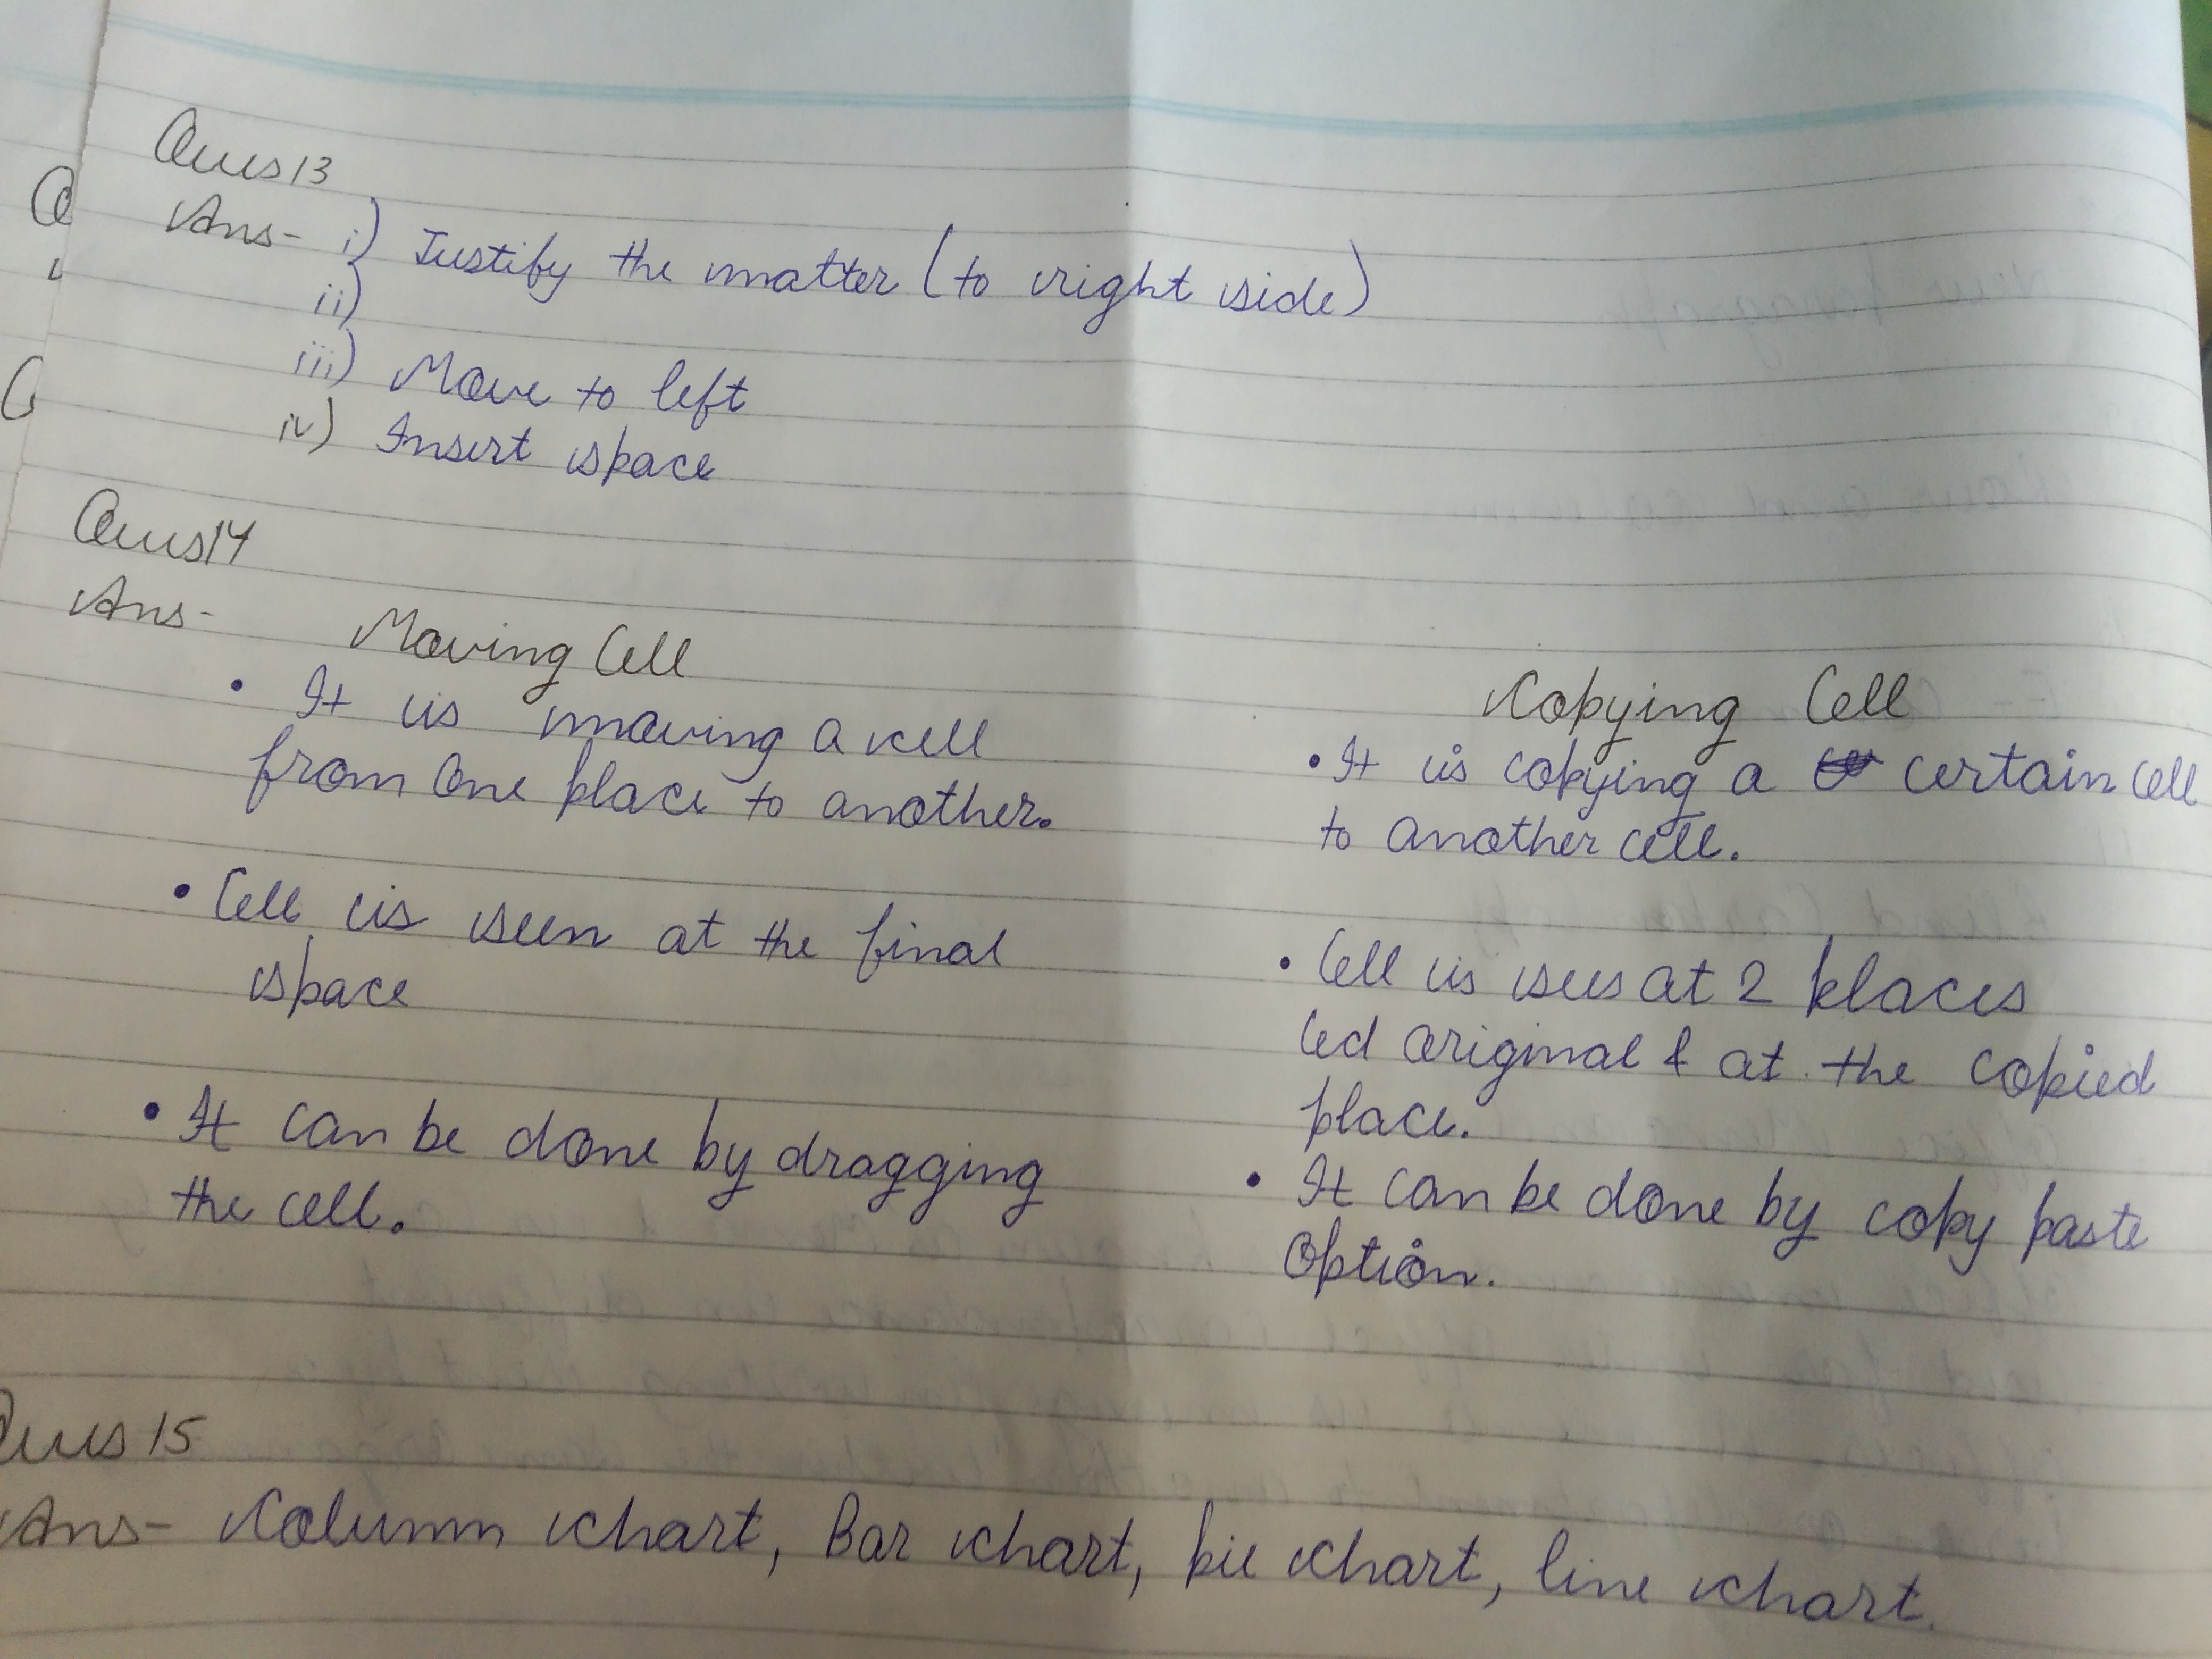 Ques 13
Ans- i) Justify the matter (to right side)
ii)
iii) Move to left
iv) Insert space
Ques 14
Ans-
Moving Cell
• It is moving a cell
from one place to another.
• Cell is seen at the final
space
• It can be done by dragging
the cell.
Copying Cell
• It is copying a certain cell
to another cell.
• Cell is sees at 2 places
original & at the copied
place.
• It can be done by copy paste
option.
Ques 15
Ans- Column chart, Bar chart, pie chart, line chart.